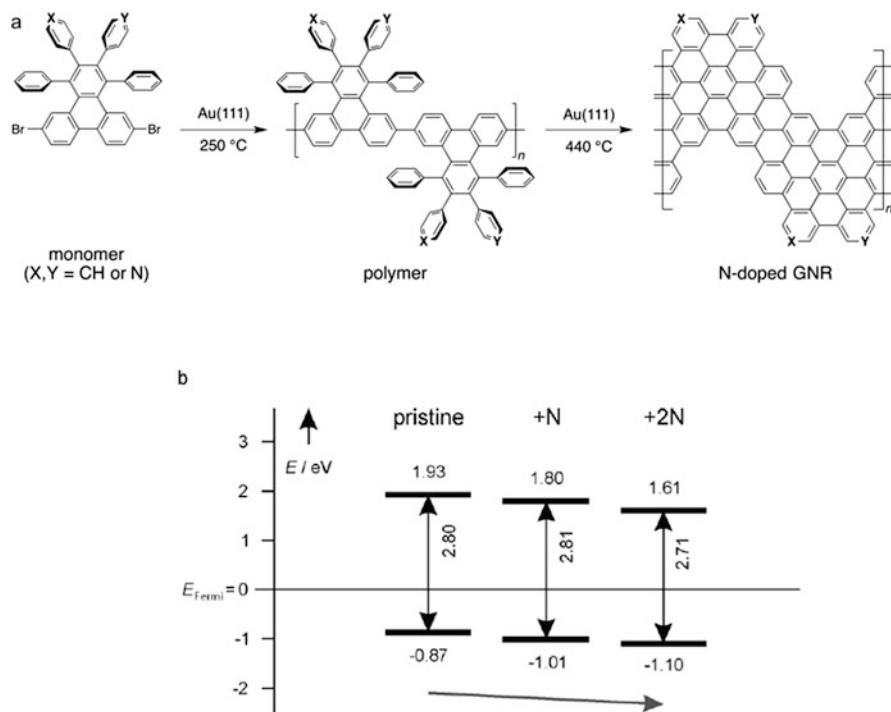 a
X Y X Y X Y
Br Br
Au(111)
250 °C
n
Au(111)
440 °C
n
X Y X Y
monomer
(X,Y = CH or N)
polymer
N-doped GNR
b
pristine +N +2N
3
E / eV
1.93 1.80 1.61
2
2.80 2.81 2.71
1
E Fermi = 0
-1
-0.87 -1.01 -1.10
-2